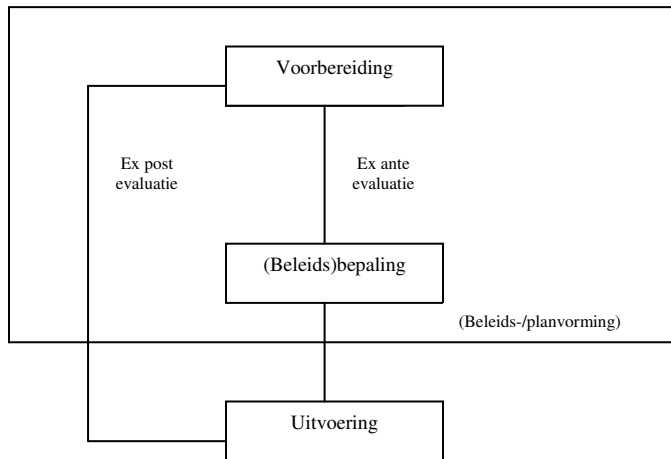 Voorbereiding
Ex post
evaluatie
Ex ante
evaluatie
(Beleids)bepaling
(Beleids-/planvorming)
Uitvoering